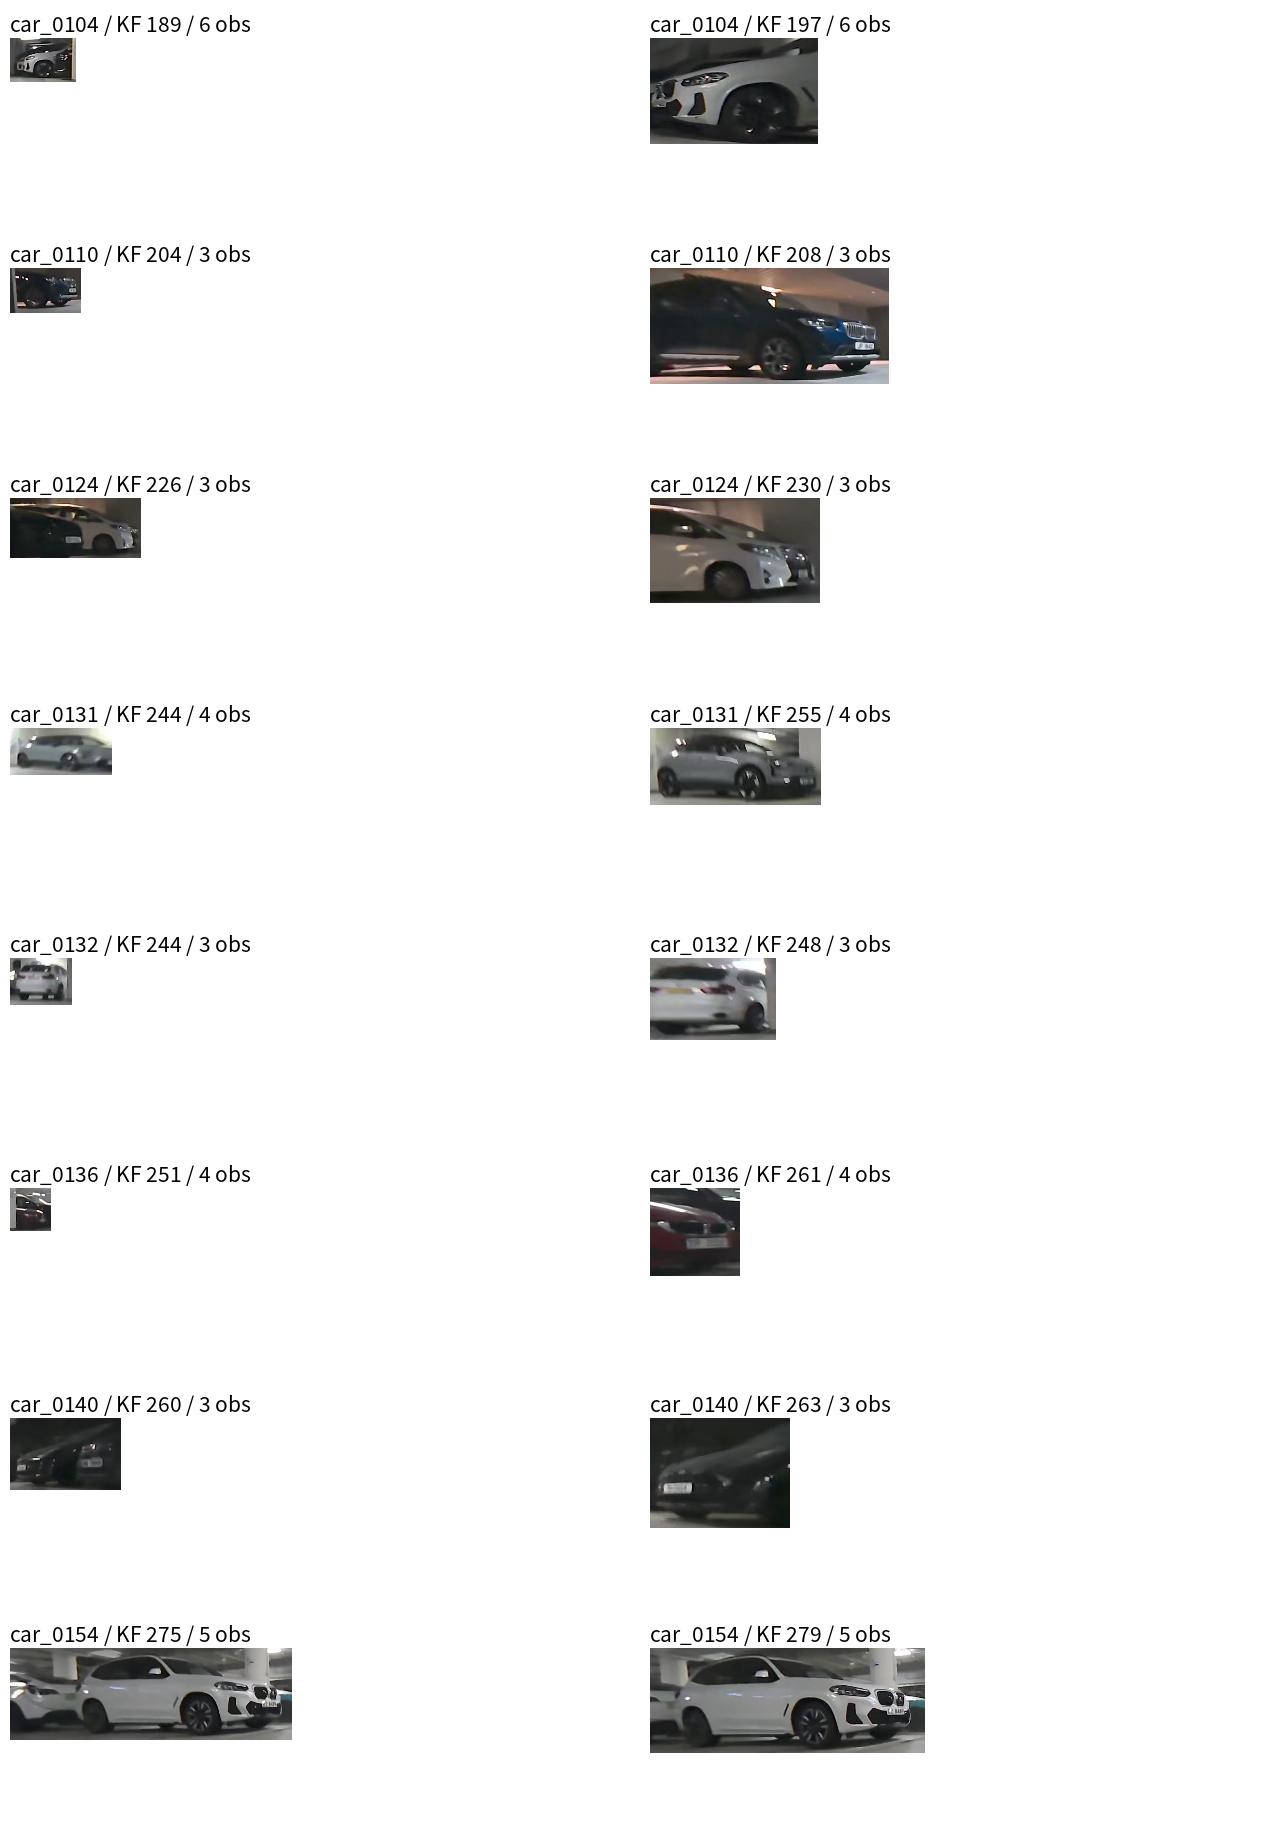 car_0104 / KF 189 / 6 obs
car_0104 / KF 197 / 6 obs
car_0110 / KF 204 / 3 obs
car_0110 / KF 208 / 3 obs
car_0124 / KF 226 / 3 obs
car_0124 / KF 230 / 3 obs
car_0131 / KF 244 / 4 obs
car_0131 / KF 255 / 4 obs
car_0132 / KF 244 / 3 obs
car_0132 / KF 248 / 3 obs
car_0136 / KF 251 / 4 obs
car_0136 / KF 261 / 4 obs
car_0140 / KF 260 / 3 obs
car_0140 / KF 263 / 3 obs
car_0154 / KF 275 / 5 obs
car_0154 / KF 279 / 5 obs